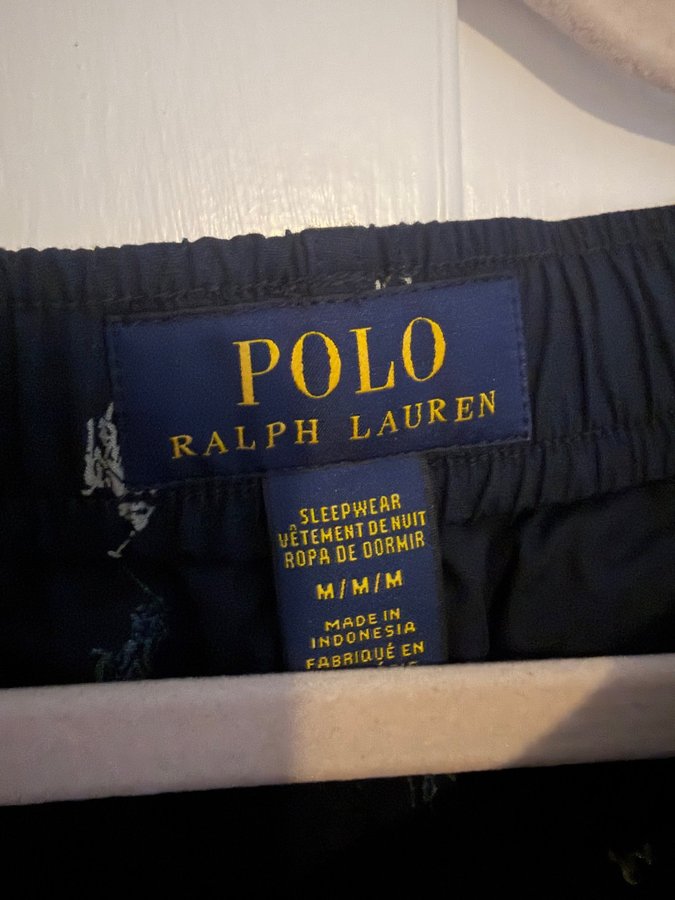 POLO
RALPH LAUREN
SLEEPWEAR
VÊTEMENT DE NUIT
ROPA DE DORMIR
M/M/M
MADE IN
INDONESIA
FABRIQUÉ EN